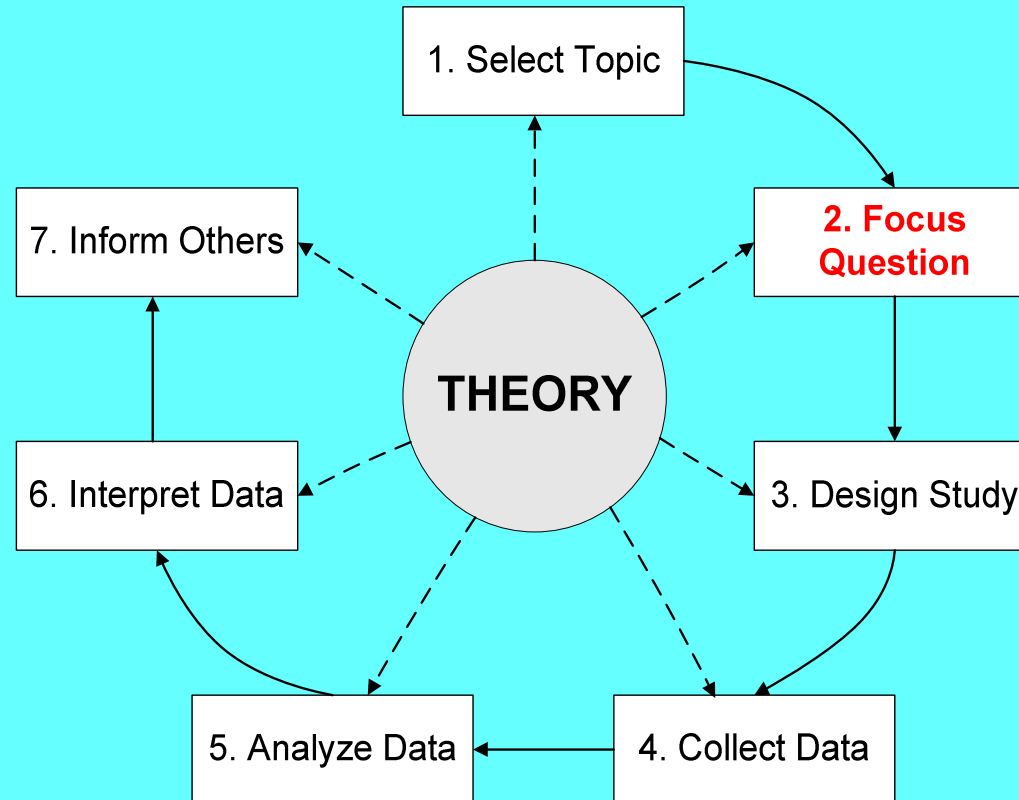 1. Select Topic
2. Focus
Question
3. Design Study
4. Collect Data
5. Analyze Data
6. Interpret Data
7. Inform Others
THEORY